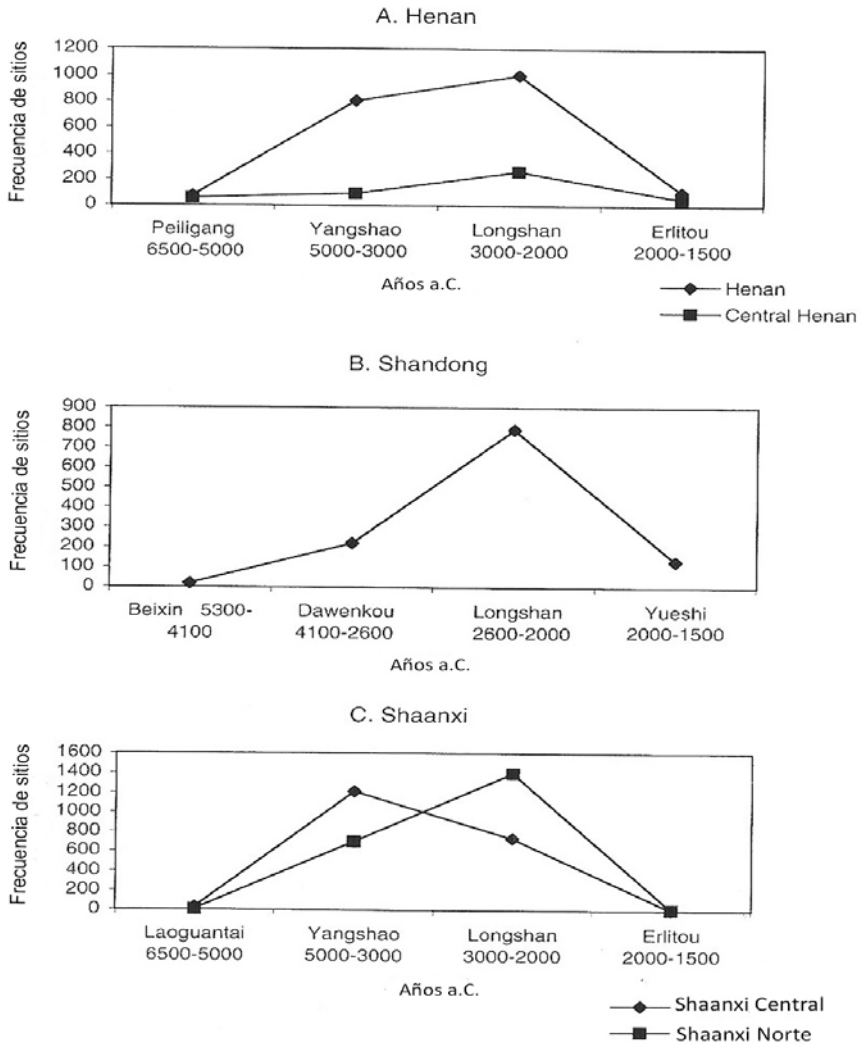 A. Henan
Frecuencia de sitios
1200
1000
800
600
400
200
0
Peiligang Yangshao Longshan Erlitou
6500-5000 5000-3000 3000-2000 2000-1500
Años a.C.
Henan
Central Henan
B. Shandong
Frecuencia de sitios
900
800
700
600
500
400
300
200
100
0
Beixin 5300- Dawenkou Longshan Yueshi
4100 4100-2600 2600-2000 2000-1500
Años a.C.
C. Shaanxi
Frecuencia de sitios
1600
1400
1200
1000
800
600
400
200
0
Laoguantai Yangshao Longshan Erlitou
6500-5000 5000-3000 3000-2000 2000-1500
Años a.C.
Shaanxi Central
Shaanxi Norte